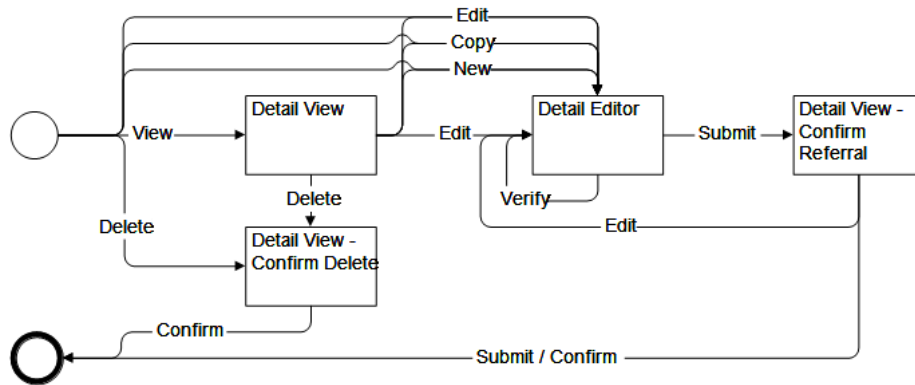 Edit
Copy
New
Detail View
Detail Editor
Detail View -
Confirm
Referral
View
Edit
Submit
Delete
Verify
Delete
Edit
Detail View -
Confirm Delete
Confirm
Submit / Confirm